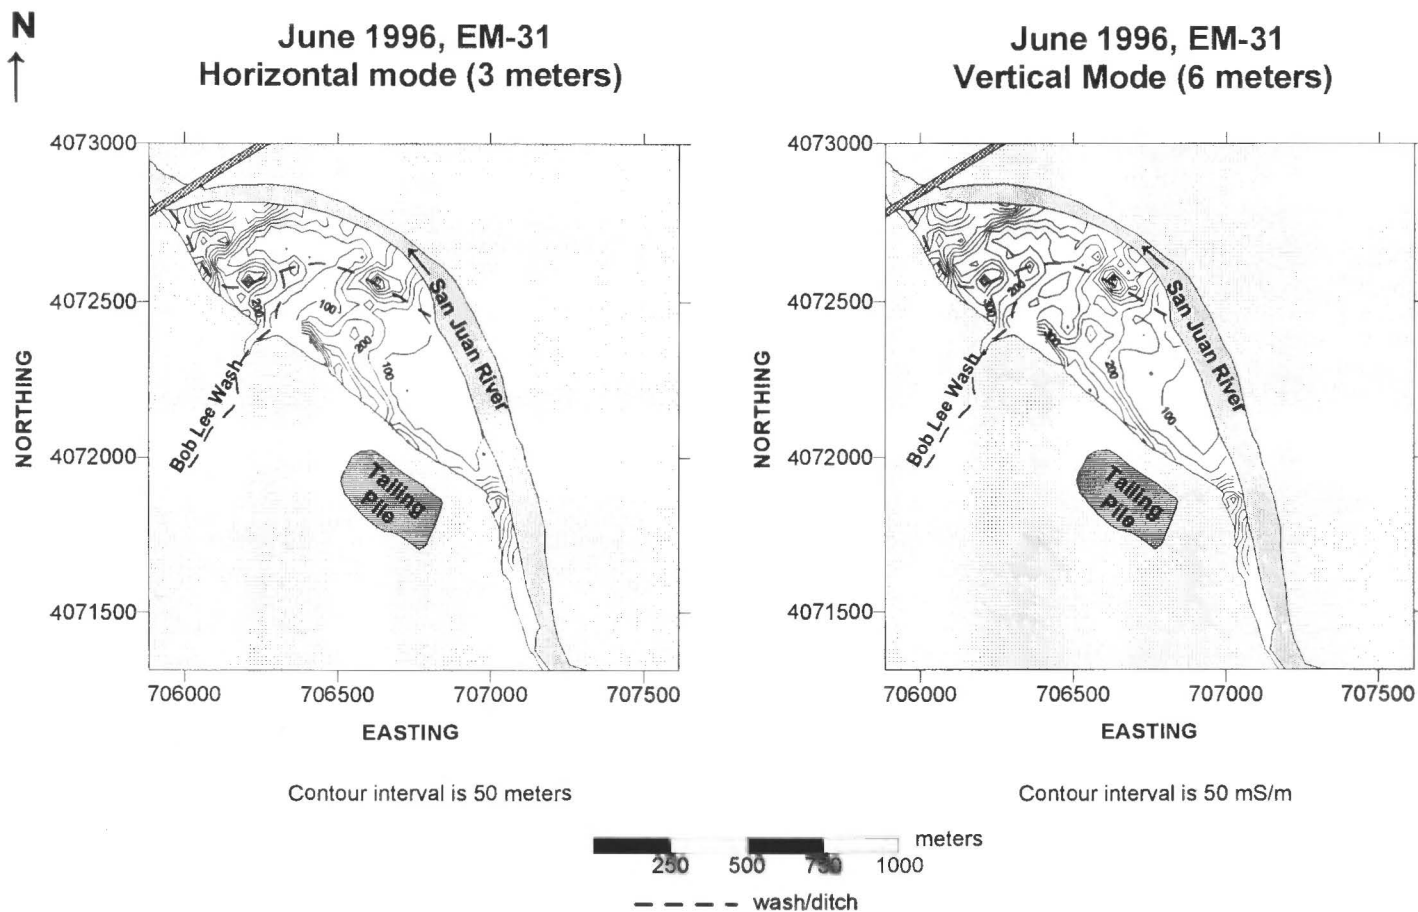 N
June 1996, EM-31
Horizontal mode (3 meters)
4073000
4072500
4072000
4071500
NORTHING
200
100
200
100
San Juan River
Bob Lee Wash
Tailing
Pile
706000
706500
707000
707500
EASTING
Contour interval is 50 meters
June 1996, EM-31
Vertical Mode (6 meters)
4073000
4072500
4072000
4071500
NORTHING
300
200
300
200
100
San Juan River
Bob Lee Wash
Tailing
Pile
706000
706500
707000
707500
EASTING
Contour interval is 50 mS/m
meters
250
500
750
1000
wash/ditch